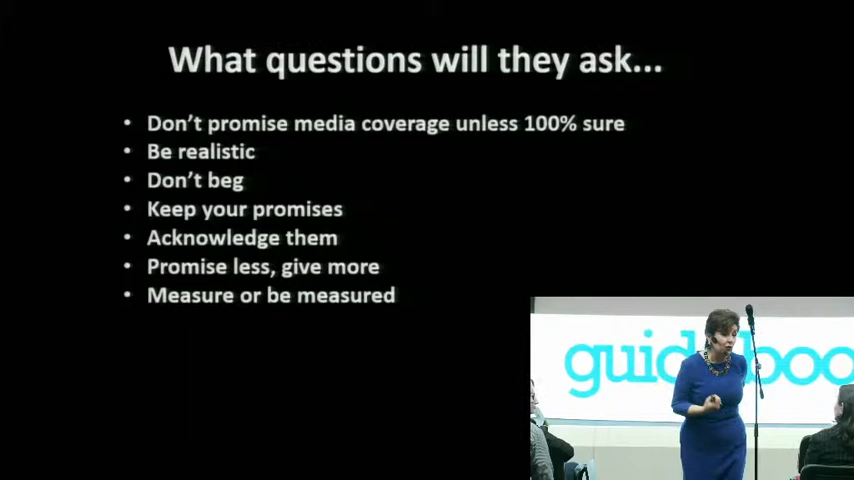 What questions will they ask...
• Don't promise media coverage unless 100% sure
• Be realistic
• Don't beg
• Keep your promises
• Acknowledge them
• Promise less, give more
• Measure or be measured